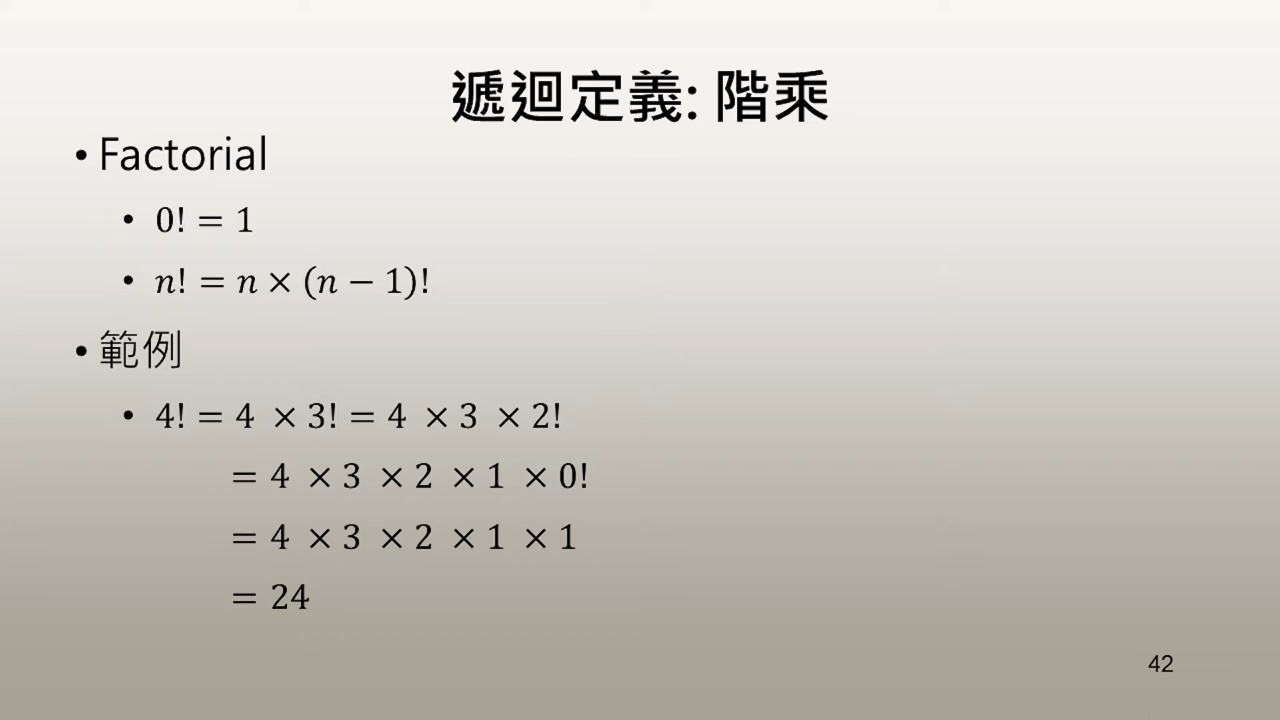 遞迴定義: 階乘
• Factorial
• 0! = 1
• n! = n × (n − 1)!
• 範例
• 4! = 4 × 3! = 4 × 3 × 2!
= 4 × 3 × 2 × 1 × 0!
= 4 × 3 × 2 × 1 × 1
= 24
42